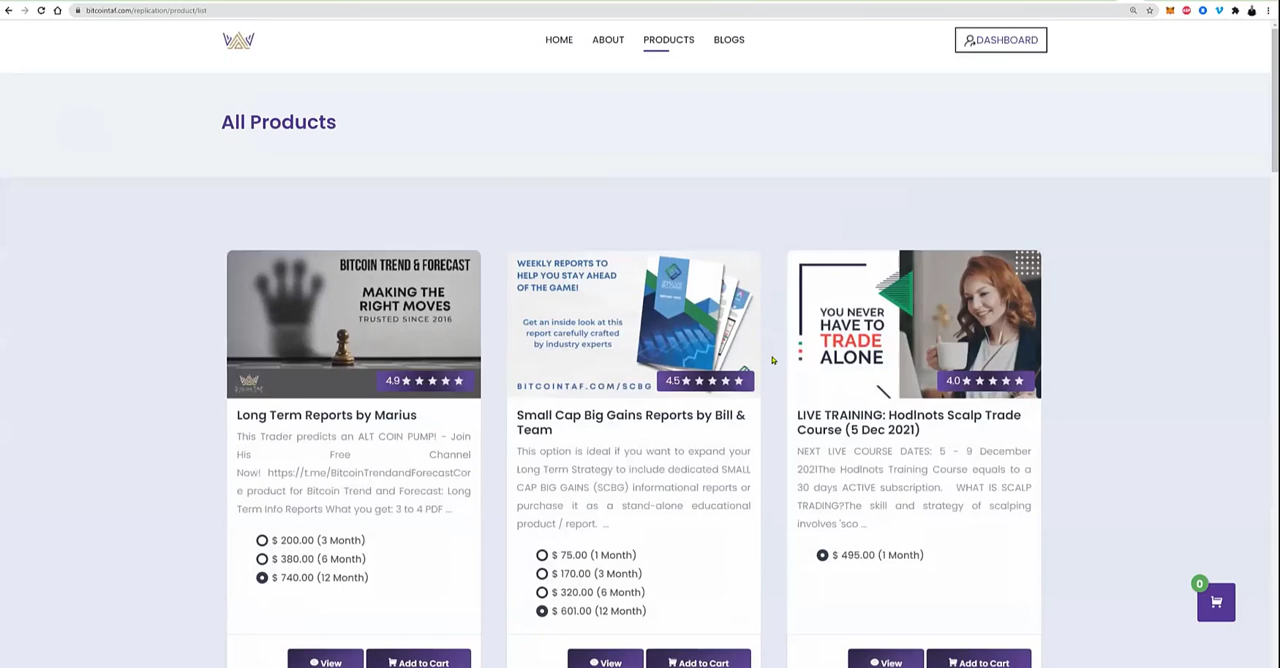 bitcointaf.com/replication/product/list
HOME ABOUT PRODUCTS BLOGS
DASHBOARD
All Products
BITCOIN TREND & FORECAST
MAKING THE
RIGHT MOVES
TRUSTED SINCE 2016
4.9
Long Term Reports by Marius
This Trader predicts an ALT COIN PUMP! - Join
His Free Channel
Now! https://t.me/BitcoinTrendandForecastCor
e product for Bitcoin Trend and Forecast: Long
Term Info Reports What you get: 3 to 4 PDF ...
$ 200.00 (3 Month)
$ 380.00 (6 Month)
$ 740.00 (12 Month)
View Add to Cart
WEEKLY REPORTS TO
HELP YOU STAY AHEAD
OF THE GAME!
Get an inside look at this
report carefully crafted
by industry experts
BITCOINTAF.COM/SCBG
4.5
Small Cap Big Gains Reports by Bill &
Team
This option is ideal if you want to expand your
Long Term Strategy to include dedicated SMALL
CAP BIG GAINS (SCBG) informational reports or
purchase it as a stand-alone educational
product / report. ...
$ 75.00 (1 Month)
$ 170.00 (3 Month)
$ 320.00 (6 Month)
$ 601.00 (12 Month)
View Add to Cart
YOU NEVER
HAVE TO
TRADE
ALONE
4.0
LIVE TRAINING: Hodlnots Scalp Trade
Course (5 Dec 2021)
NEXT LIVE COURSE DATES: 5 - 9 December
2021The Hodlnots Training Course equals to a
30 days ACTIVE subscription. WHAT IS SCALP
TRADING?The skill and strategy of scalping
involves 'sco ...
$ 495.00 (1 Month)
View Add to Cart
0